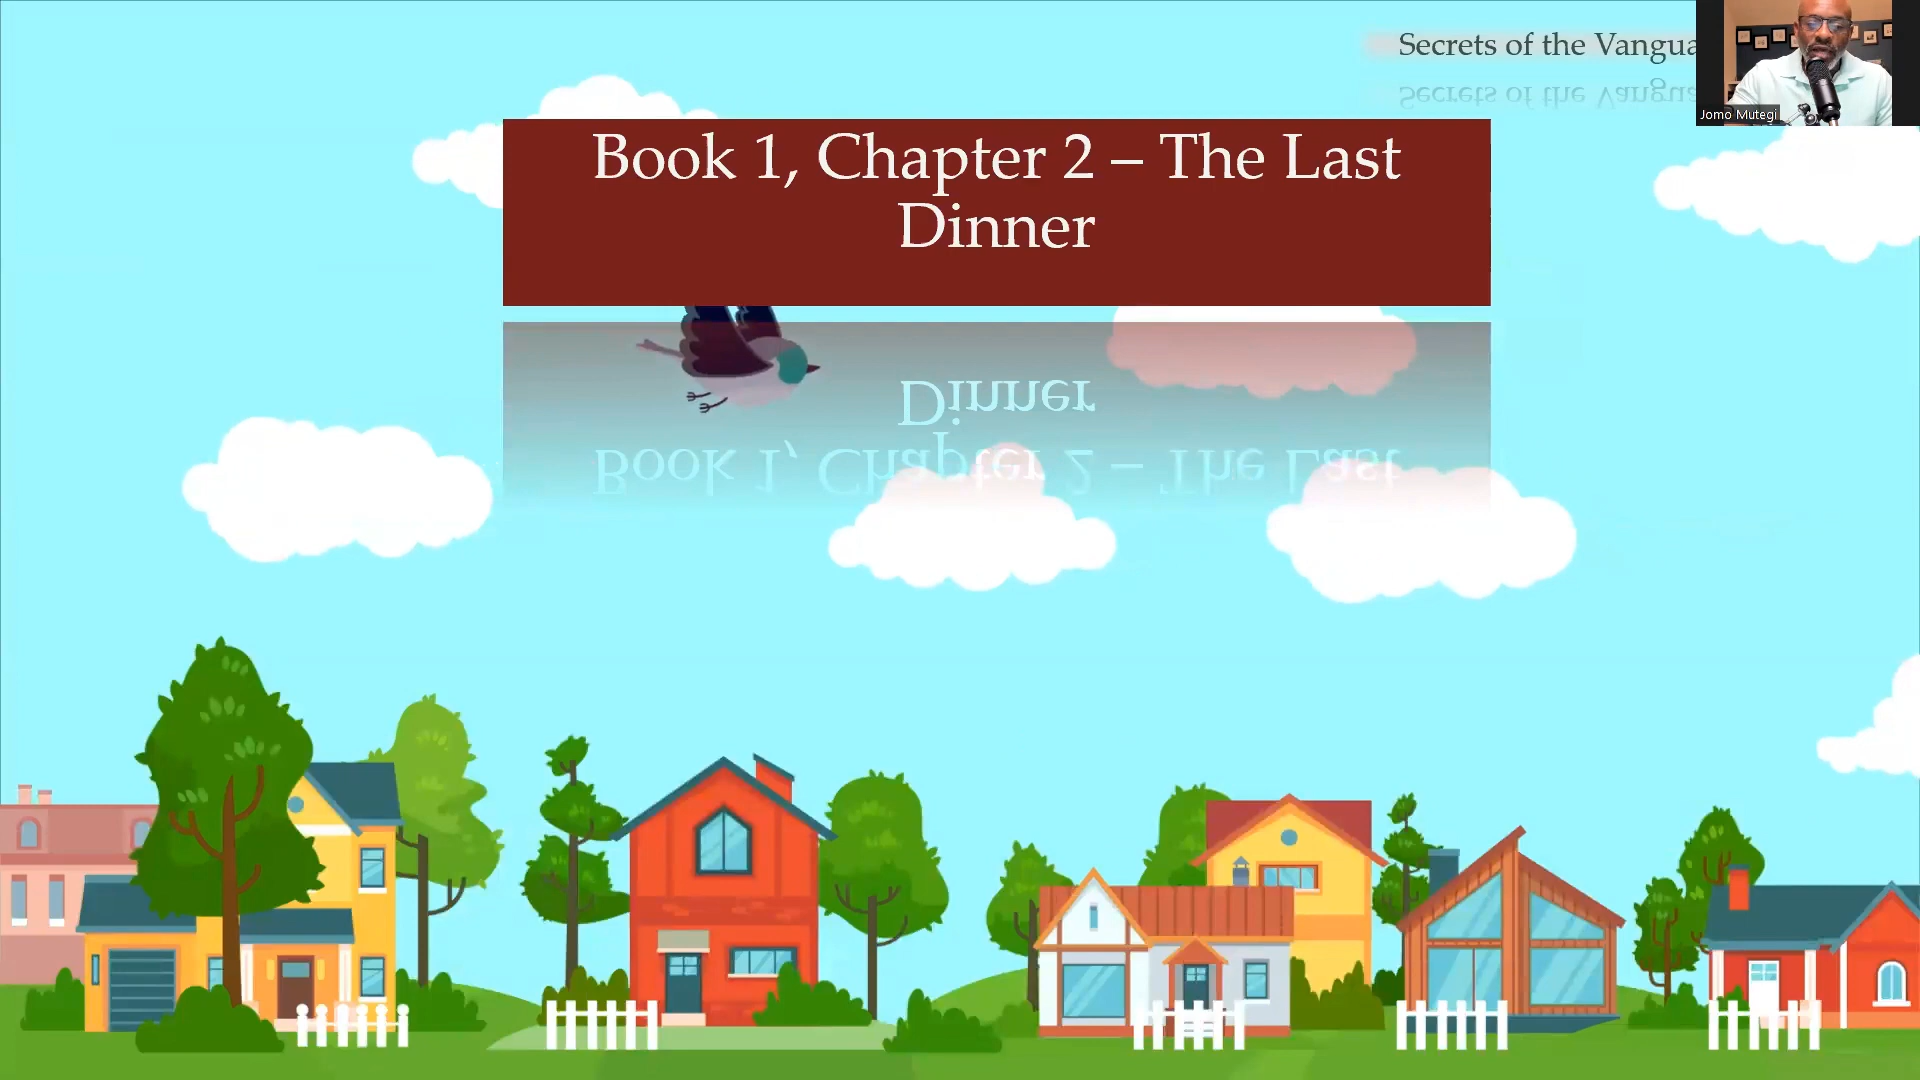 Secrets of the Vangua
Jomo Mutegi
Book 1, Chapter 2 – The Last
Dinner